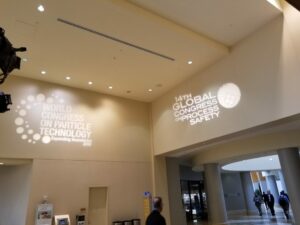 WORLD
CONGRESS
ON PARTICLE
TECHNOLOGY
14TH
GLOBAL
CONGRESS
ON PROCESS
SAFETY